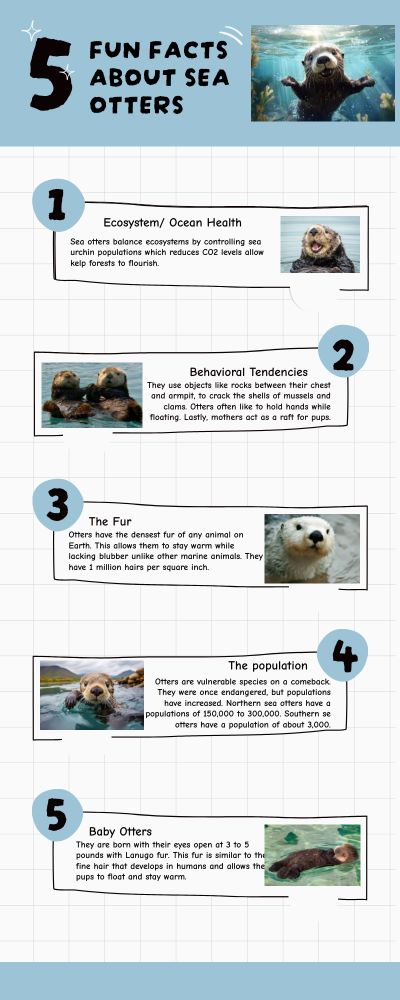 5 FUN FACTS
ABOUT SEA
OTTERS
1
Ecosystem/ Ocean Health
Sea otters balance ecosystems by controlling sea
urchin populations which reduces CO2 levels allow
kelp forests to flourish.
2
Behavioral Tendencies
They use objects like rocks between their chest
and armpit, to crack the shells of mussels and
clams. Otters often like to hold hands while
floating. Lastly, mothers act as a raft for pups.
3
The Fur
Otters have the densest fur of any animal on
Earth. This allows them to stay warm while
lacking blubber unlike other marine animals. They
have 1 million hairs per square inch.
4
The population
Otters are vulnerable species on a comeback.
They were once endangered, but populations
have increased. Northern sea otters have a
populations of 150,000 to 300,000. Southern se
otters have a population of about 3,000.
5
Baby Otters
They are born with their eyes open at 3 to 5
pounds with Lanugo fur. This fur is similar to the
fine hair that develops in humans and allows the
pups to float and stay warm.